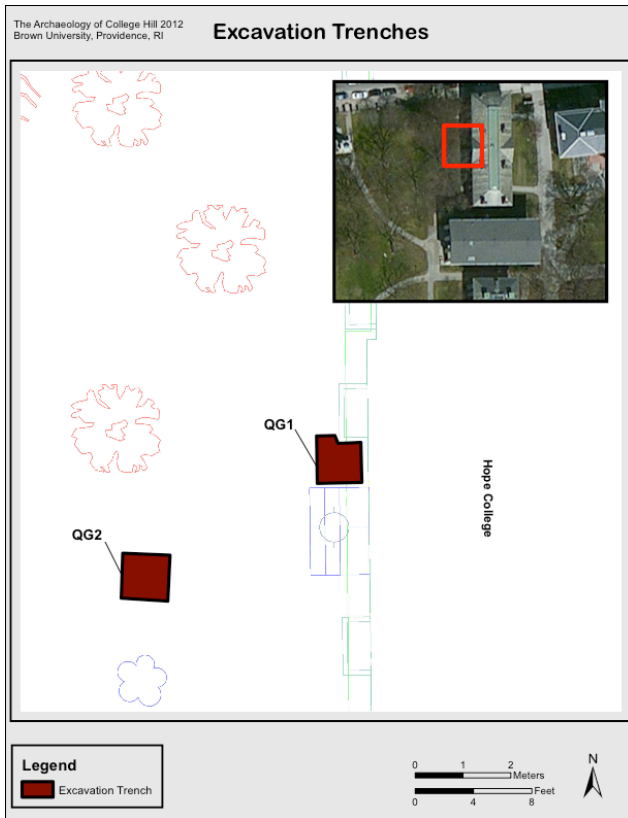 The Archaeology of College Hill 2012
Brown University, Providence, RI
Excavation Trenches
QG1
Hope College
QG2
Legend
Excavation Trench
0 1 2
Meters
Feet
0 4 8
N